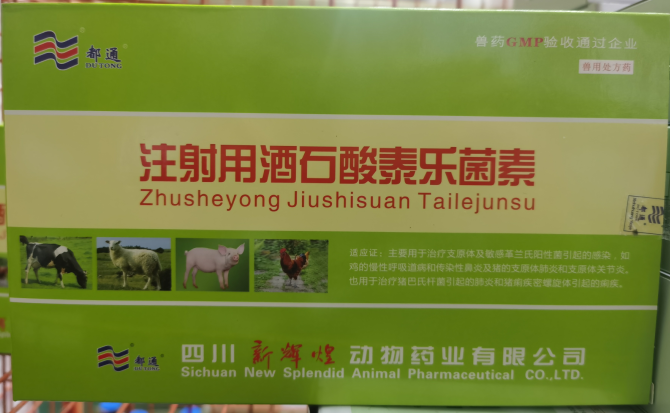 都通
DU TONG
兽药GMP验收通过企业
兽用处方药
注射用酒石酸泰乐菌素
Zhusheyong Jiushisuan Tailejunsu
都通
适应证：主要用于治疗支原体及敏感革兰氏阳性菌引起的感染，如
鸡的慢性呼吸道病和传染性鼻炎及猪的支原体肺炎和支原体关节炎。
也用于治疗猪巴氏杆菌引起的肺炎和猪痢疾密螺旋体引起的痢疾。
都通
DU TONG
四川新辉煌动物药业有限公司
Sichuan New Splendid Animal Pharmaceutical CO.,LTD.